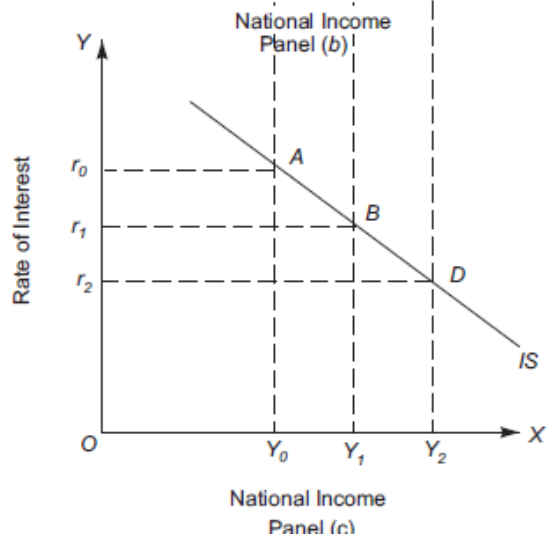 National Income
Panel (b)
Y
r0
A
r1
B
r2
D
IS
O
Y0
Y1
Y2
X
Rate of Interest
National Income
Panel (c)